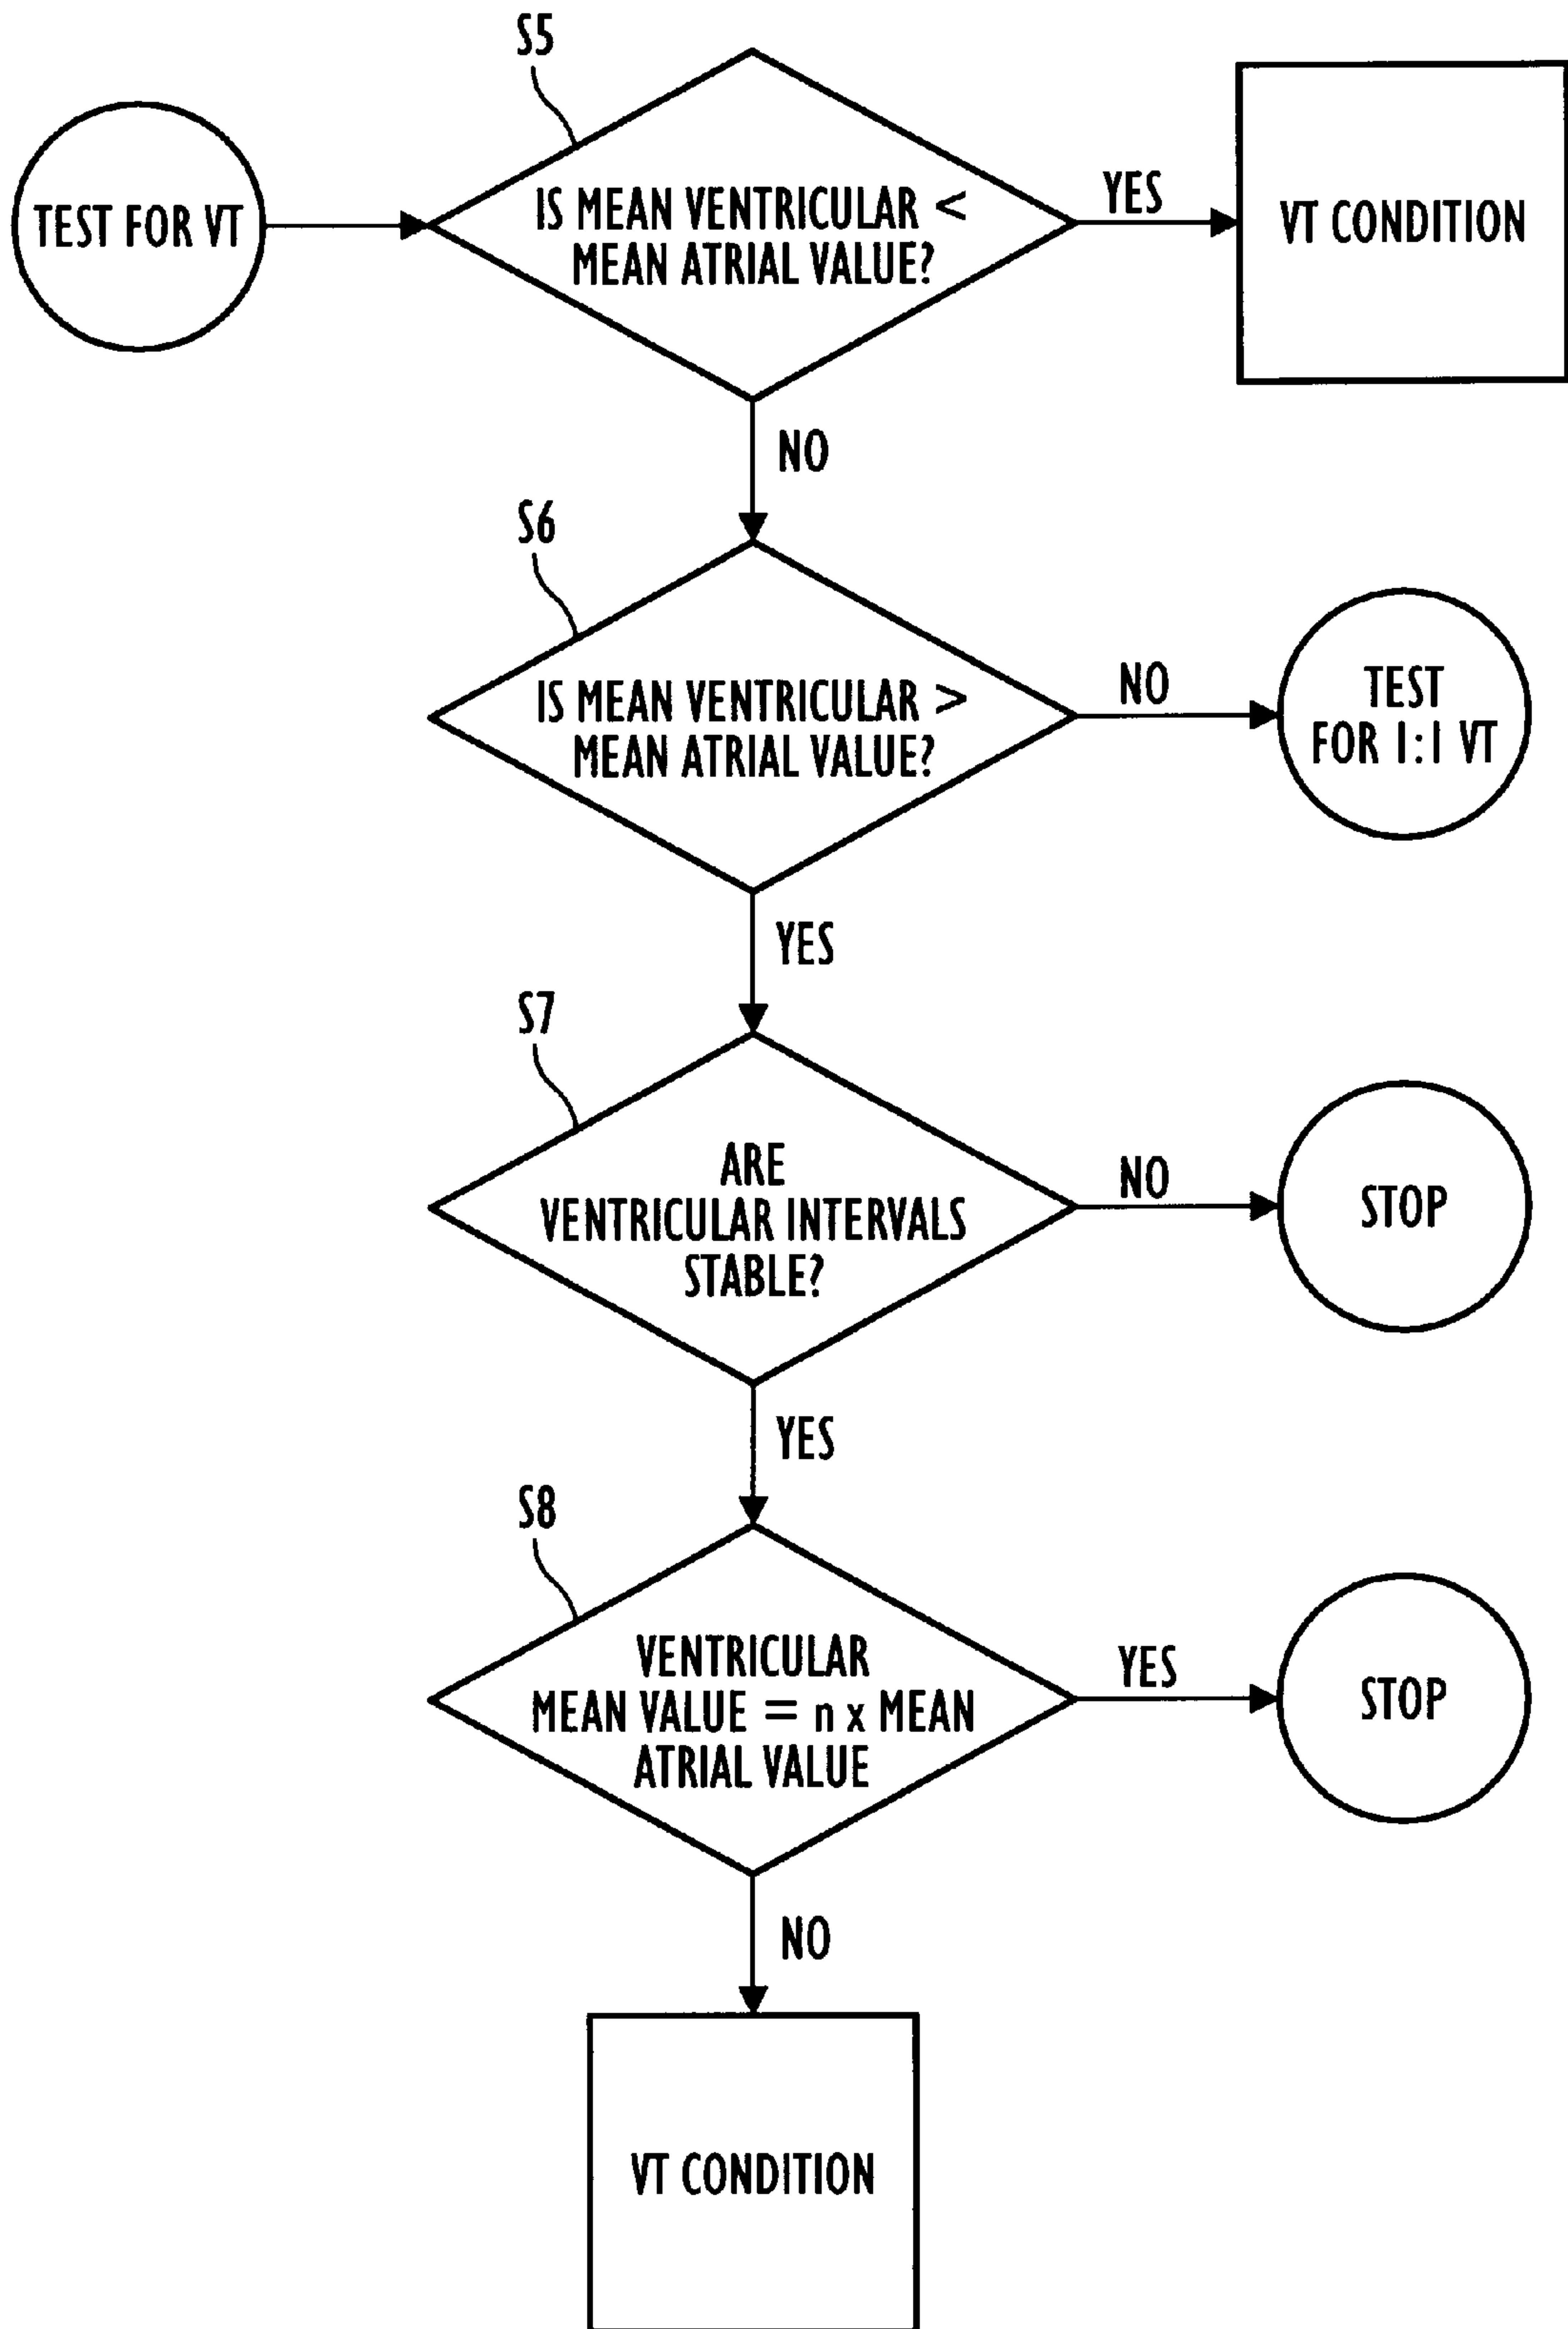 S5
TEST FOR VT
IS MEAN VENTRICULAR <
MEAN ATRIAL VALUE?
YES
VT CONDITION
NO
S6
IS MEAN VENTRICULAR >
MEAN ATRIAL VALUE?
NO
TEST
FOR 1:1 VT
YES
S7
ARE
VENTRICULAR INTERVALS
STABLE?
NO
STOP
YES
S8
VENTRICULAR
MEAN VALUE = n x MEAN
ATRIAL VALUE
YES
STOP
NO
VT CONDITION